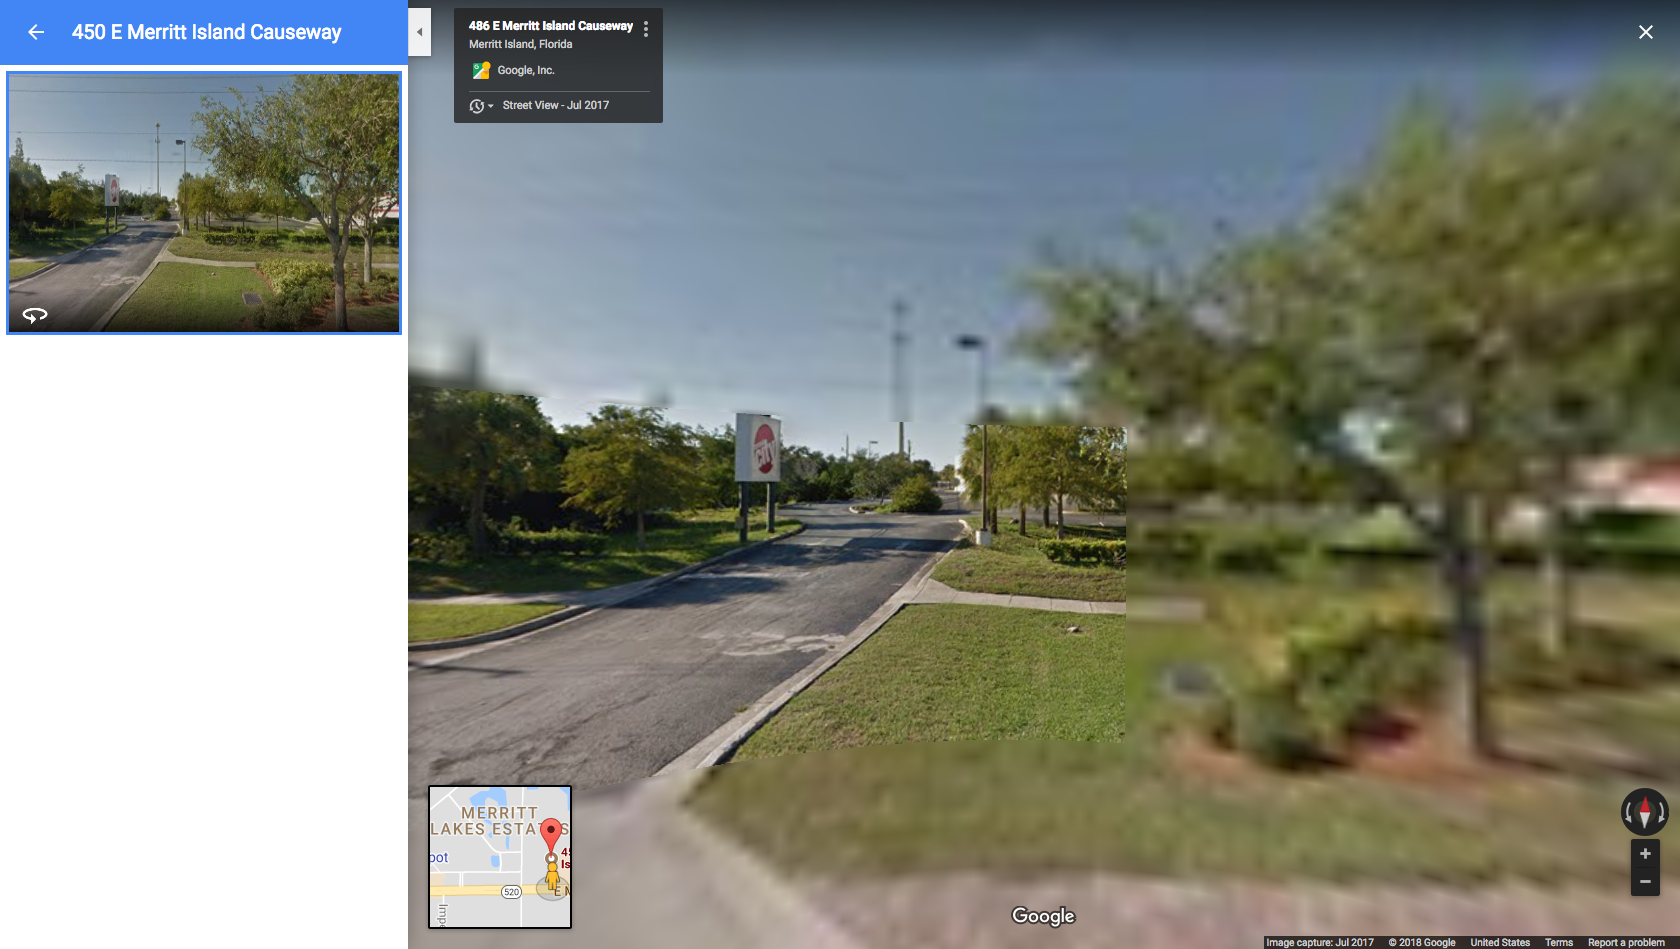 450 E Merritt Island Causeway
486 E Merritt Island Causeway
Merritt Island, Florida
Google, Inc.
Street View - Jul 2017
city
MERRITT
LAKES ESTATES
520
Google
Image capture: Jul 2017 © 2018 Google United States Terms Report a problem